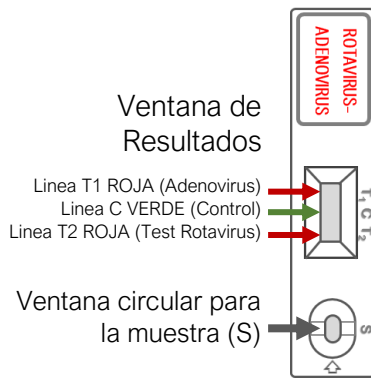 ROTAVIRUS-
ADENOVIRUS
Ventana de
Resultados
Linea T1 ROJA (Adenovirus)
Linea C VERDE (Control)
Linea T2 ROJA (Test Rotavirus)
T₁ C T₂
Ventana circular para
la muestra (S)
S